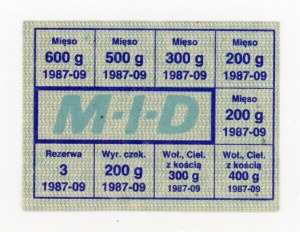 Mięso
600 g
1987-09
Mięso
500 g
1987-09
Mięso
300 g
1987-09
Mięso
200 g
1987-09
M-I-D
Mięso
200 g
1987-09
Rezerwa
3
1987-09
Wyr. czek.
200 g
1987-09
Woł., Ciel.
z kością
300 g
1987-09
Woł., Ciel.
z kością
400 g
1987-09